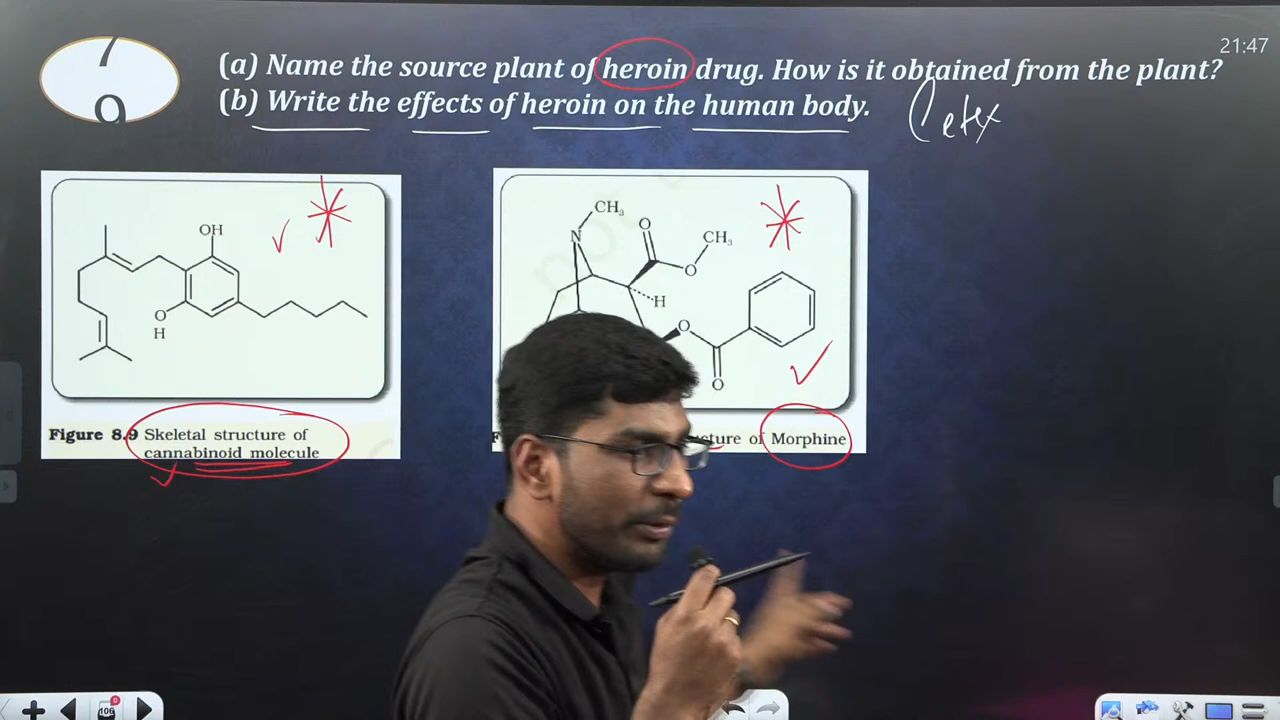 21:47
7
9
(a) Name the source plant of heroin drug. How is it obtained from the plant?
(b) Write the effects of heroin on the human body.
OH
O
H
Figure 8.9 Skeletal structure of
cannabinoid molecule
CH₃
N
O
CH₃
O
H
O
O
of Morphine
106
0